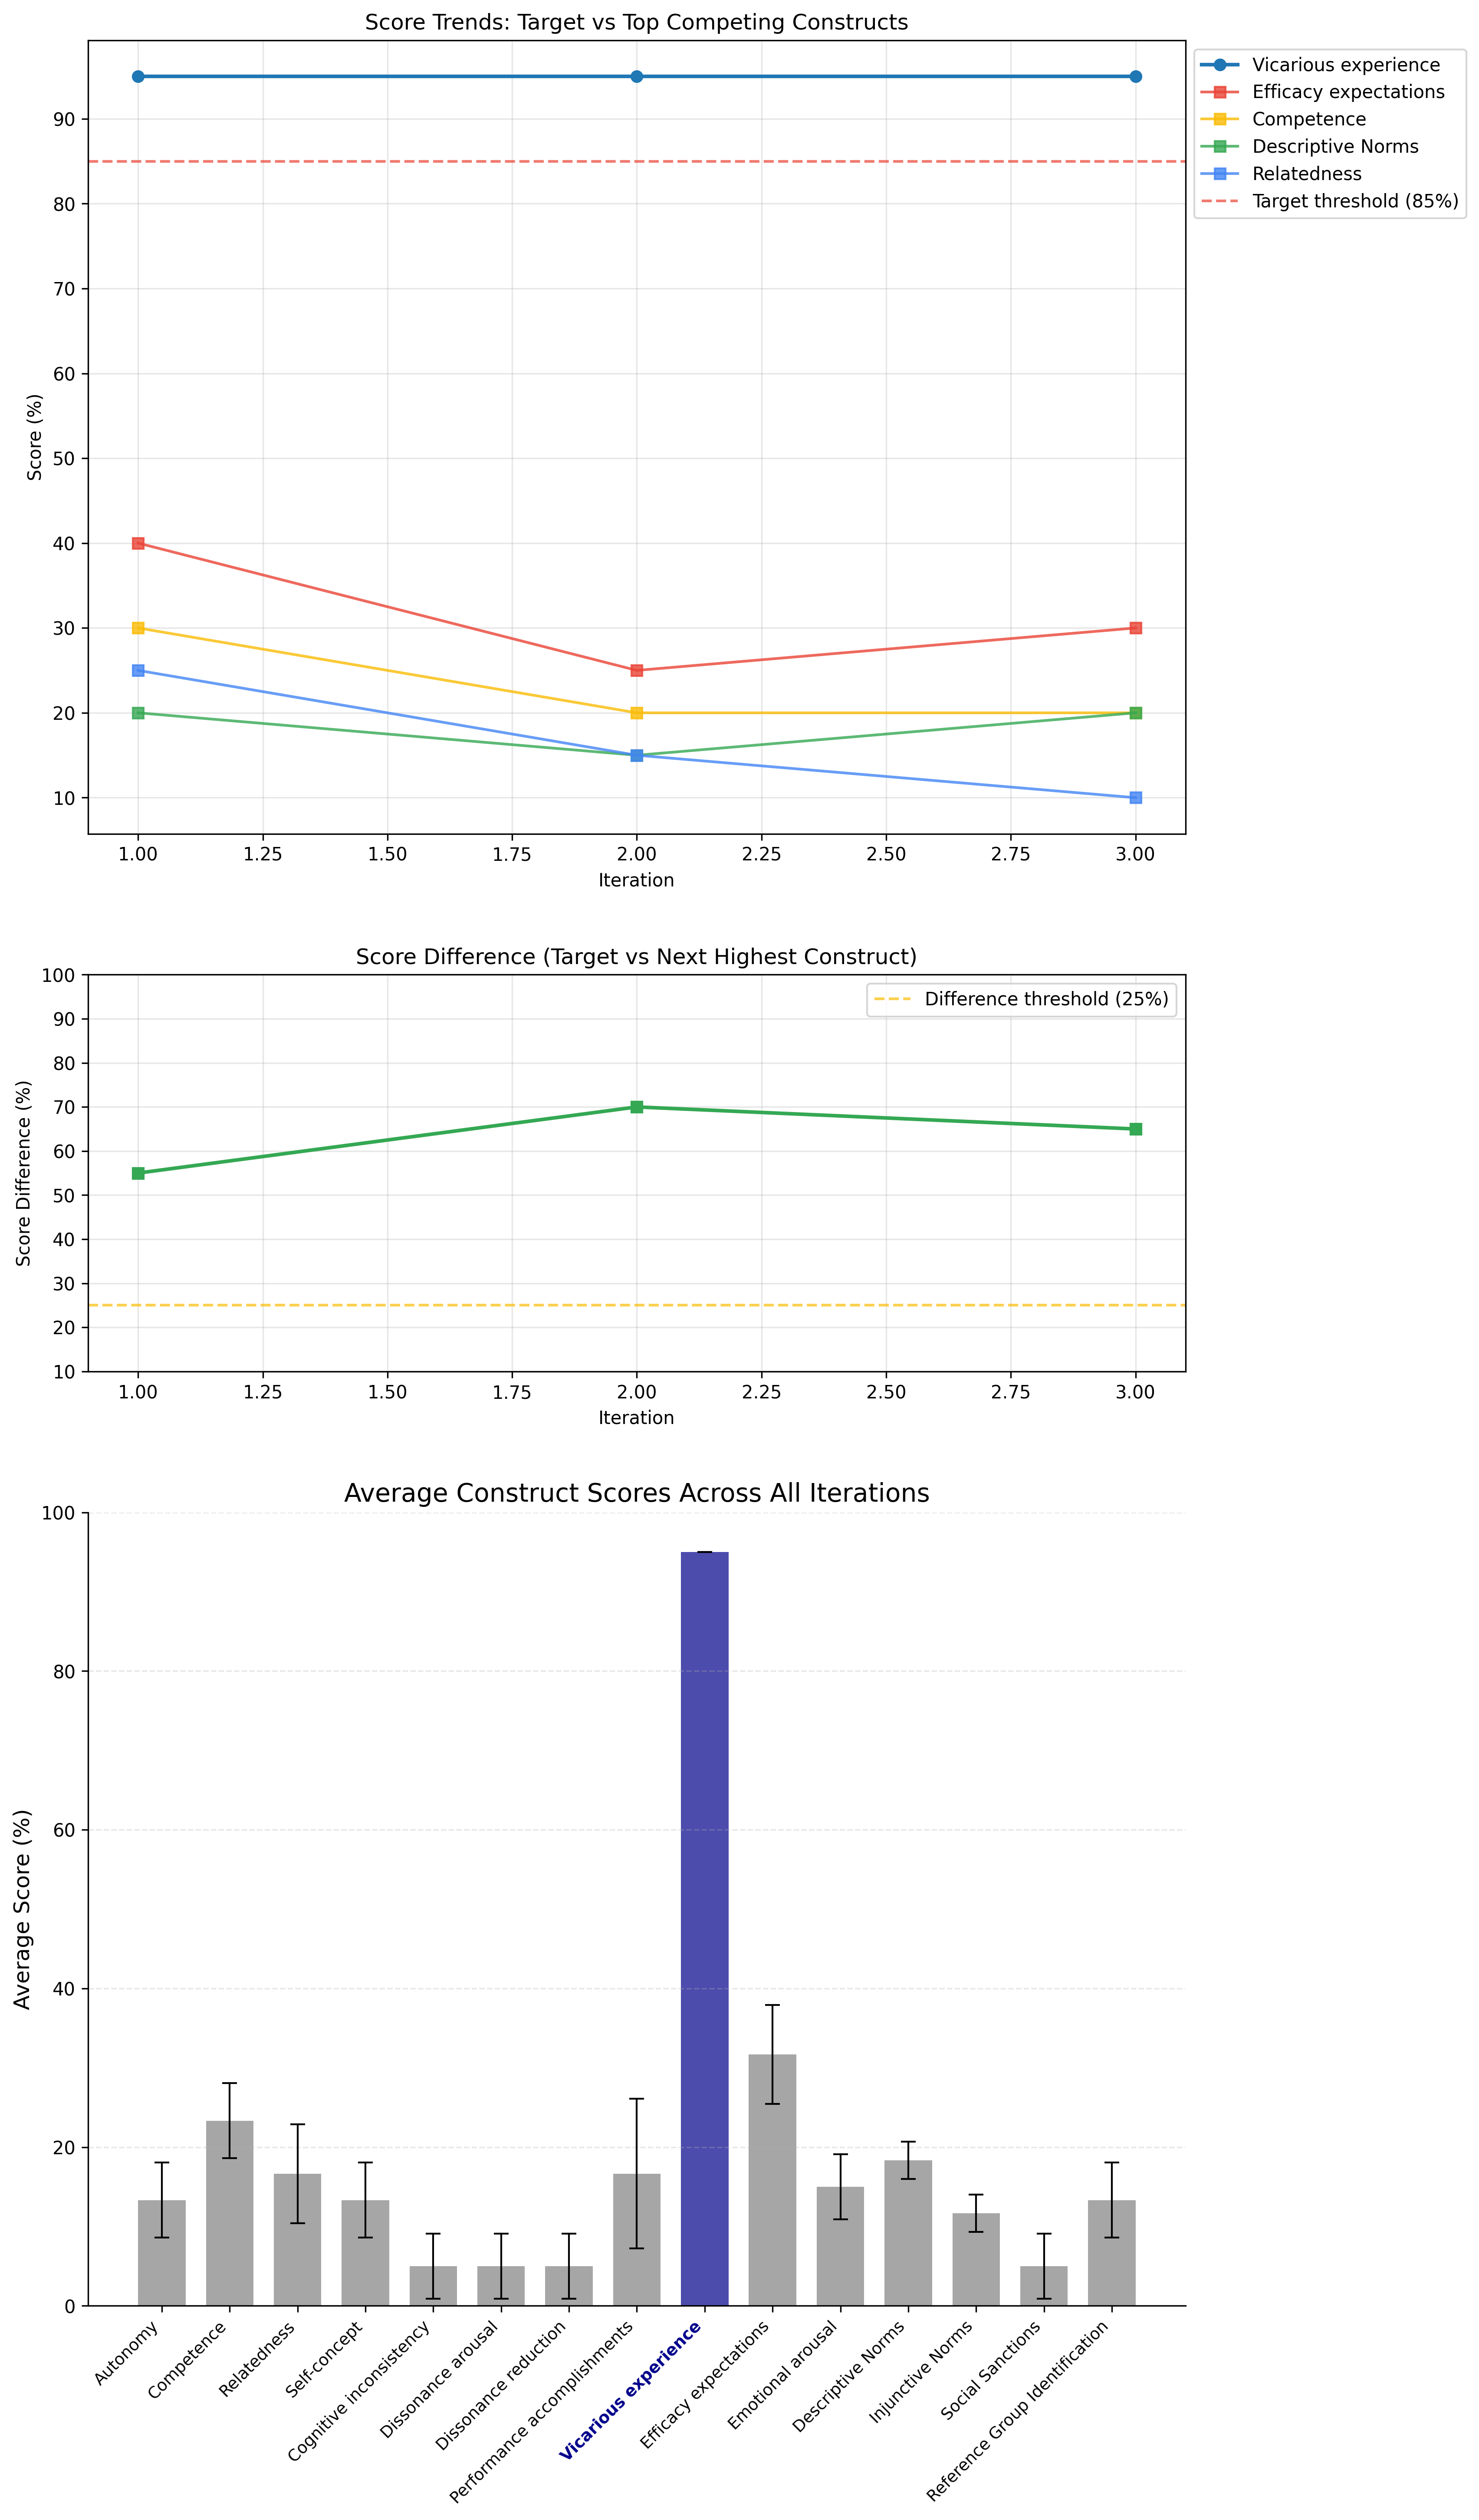 Score Trends: Target vs Top Competing Constructs
Score (%)
90
80
70
60
50
40
30
20
10
1.00 1.25 1.50 1.75 2.00 2.25 2.50 2.75 3.00
Iteration
Vicarious experience
Efficacy expectations
Competence
Descriptive Norms
Relatedness
Target threshold (85%)
Score Difference (Target vs Next Highest Construct)
Score Difference (%)
100
90
80
70
60
50
40
30
20
10
Difference threshold (25%)
1.00 1.25 1.50 1.75 2.00 2.25 2.50 2.75 3.00
Iteration
Average Construct Scores Across All Iterations
Average Score (%)
100
80
60
40
20
0
Autonomy
Competence
Relatedness
Self-concept
Cognitive inconsistency
Dissonance arousal
Dissonance reduction
Performance accomplishments
Vicarious experience
Efficacy expectations
Emotional arousal
Descriptive Norms
Injunctive Norms
Social Sanctions
Reference Group Identification